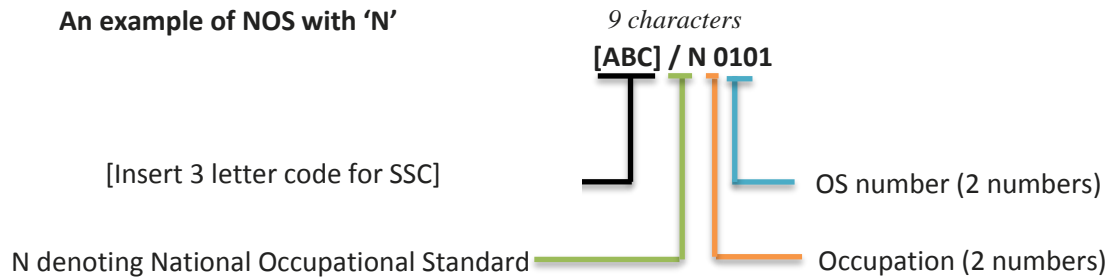 An example of NOS with ‘N’
9 characters
[ABC] / N 0101
[Insert 3 letter code for SSC]
OS number (2 numbers)
N denoting National Occupational Standard
Occupation (2 numbers)